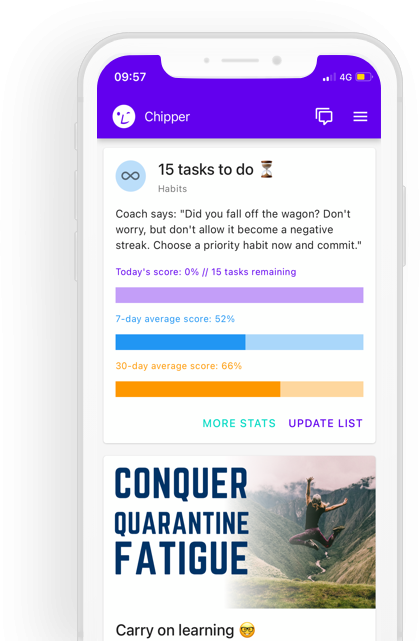 09:57
4G
Chipper
15 tasks to do ⏳
Habits
Coach says: "Did you fall off the wagon? Don't
worry, but don't allow it become a negative
streak. Choose a priority habit now and commit."
Today's score: 0% // 15 tasks remaining
7-day average score: 52%
30-day average score: 66%
MORE STATS UPDATE LIST
CONQUER
QUARANTINE
FATIGUE
Carry on learning 🤓